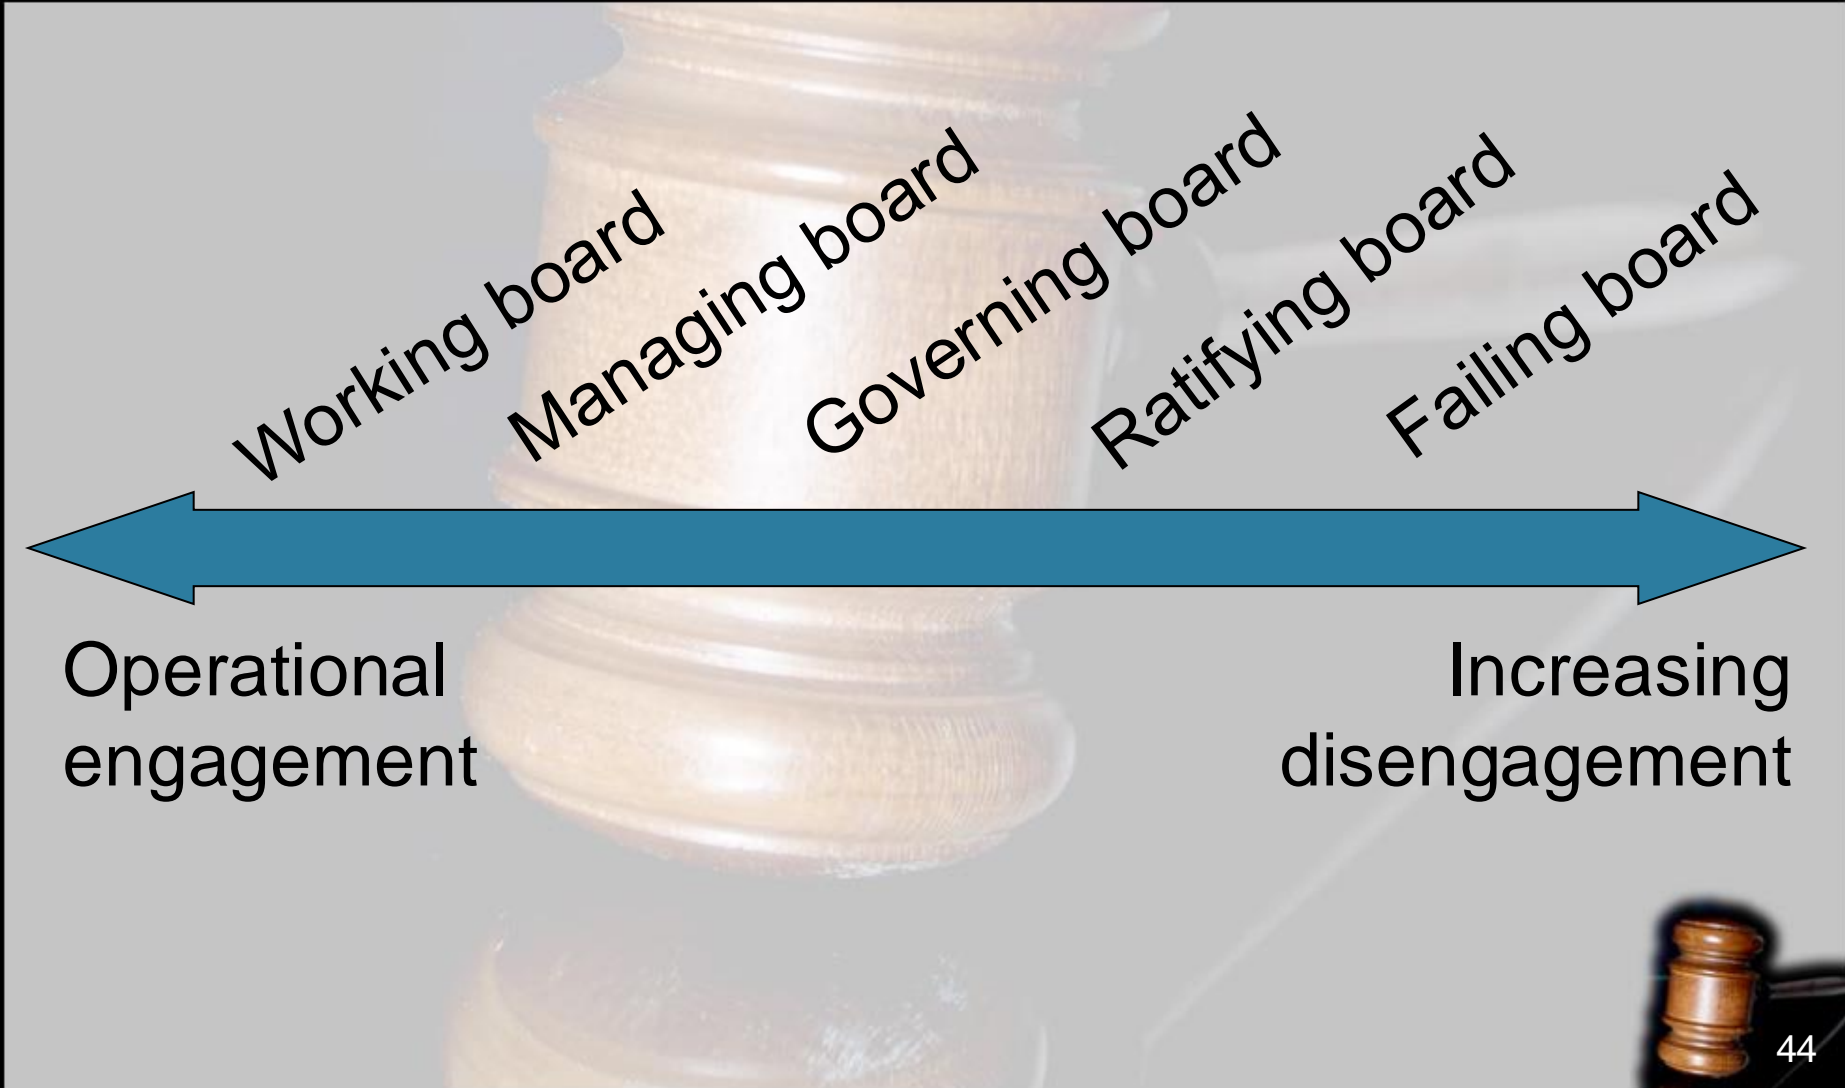 Working board
Managing board
Governing board
Ratifying board
Failing board
Operational
engagement
Increasing
disengagement
44